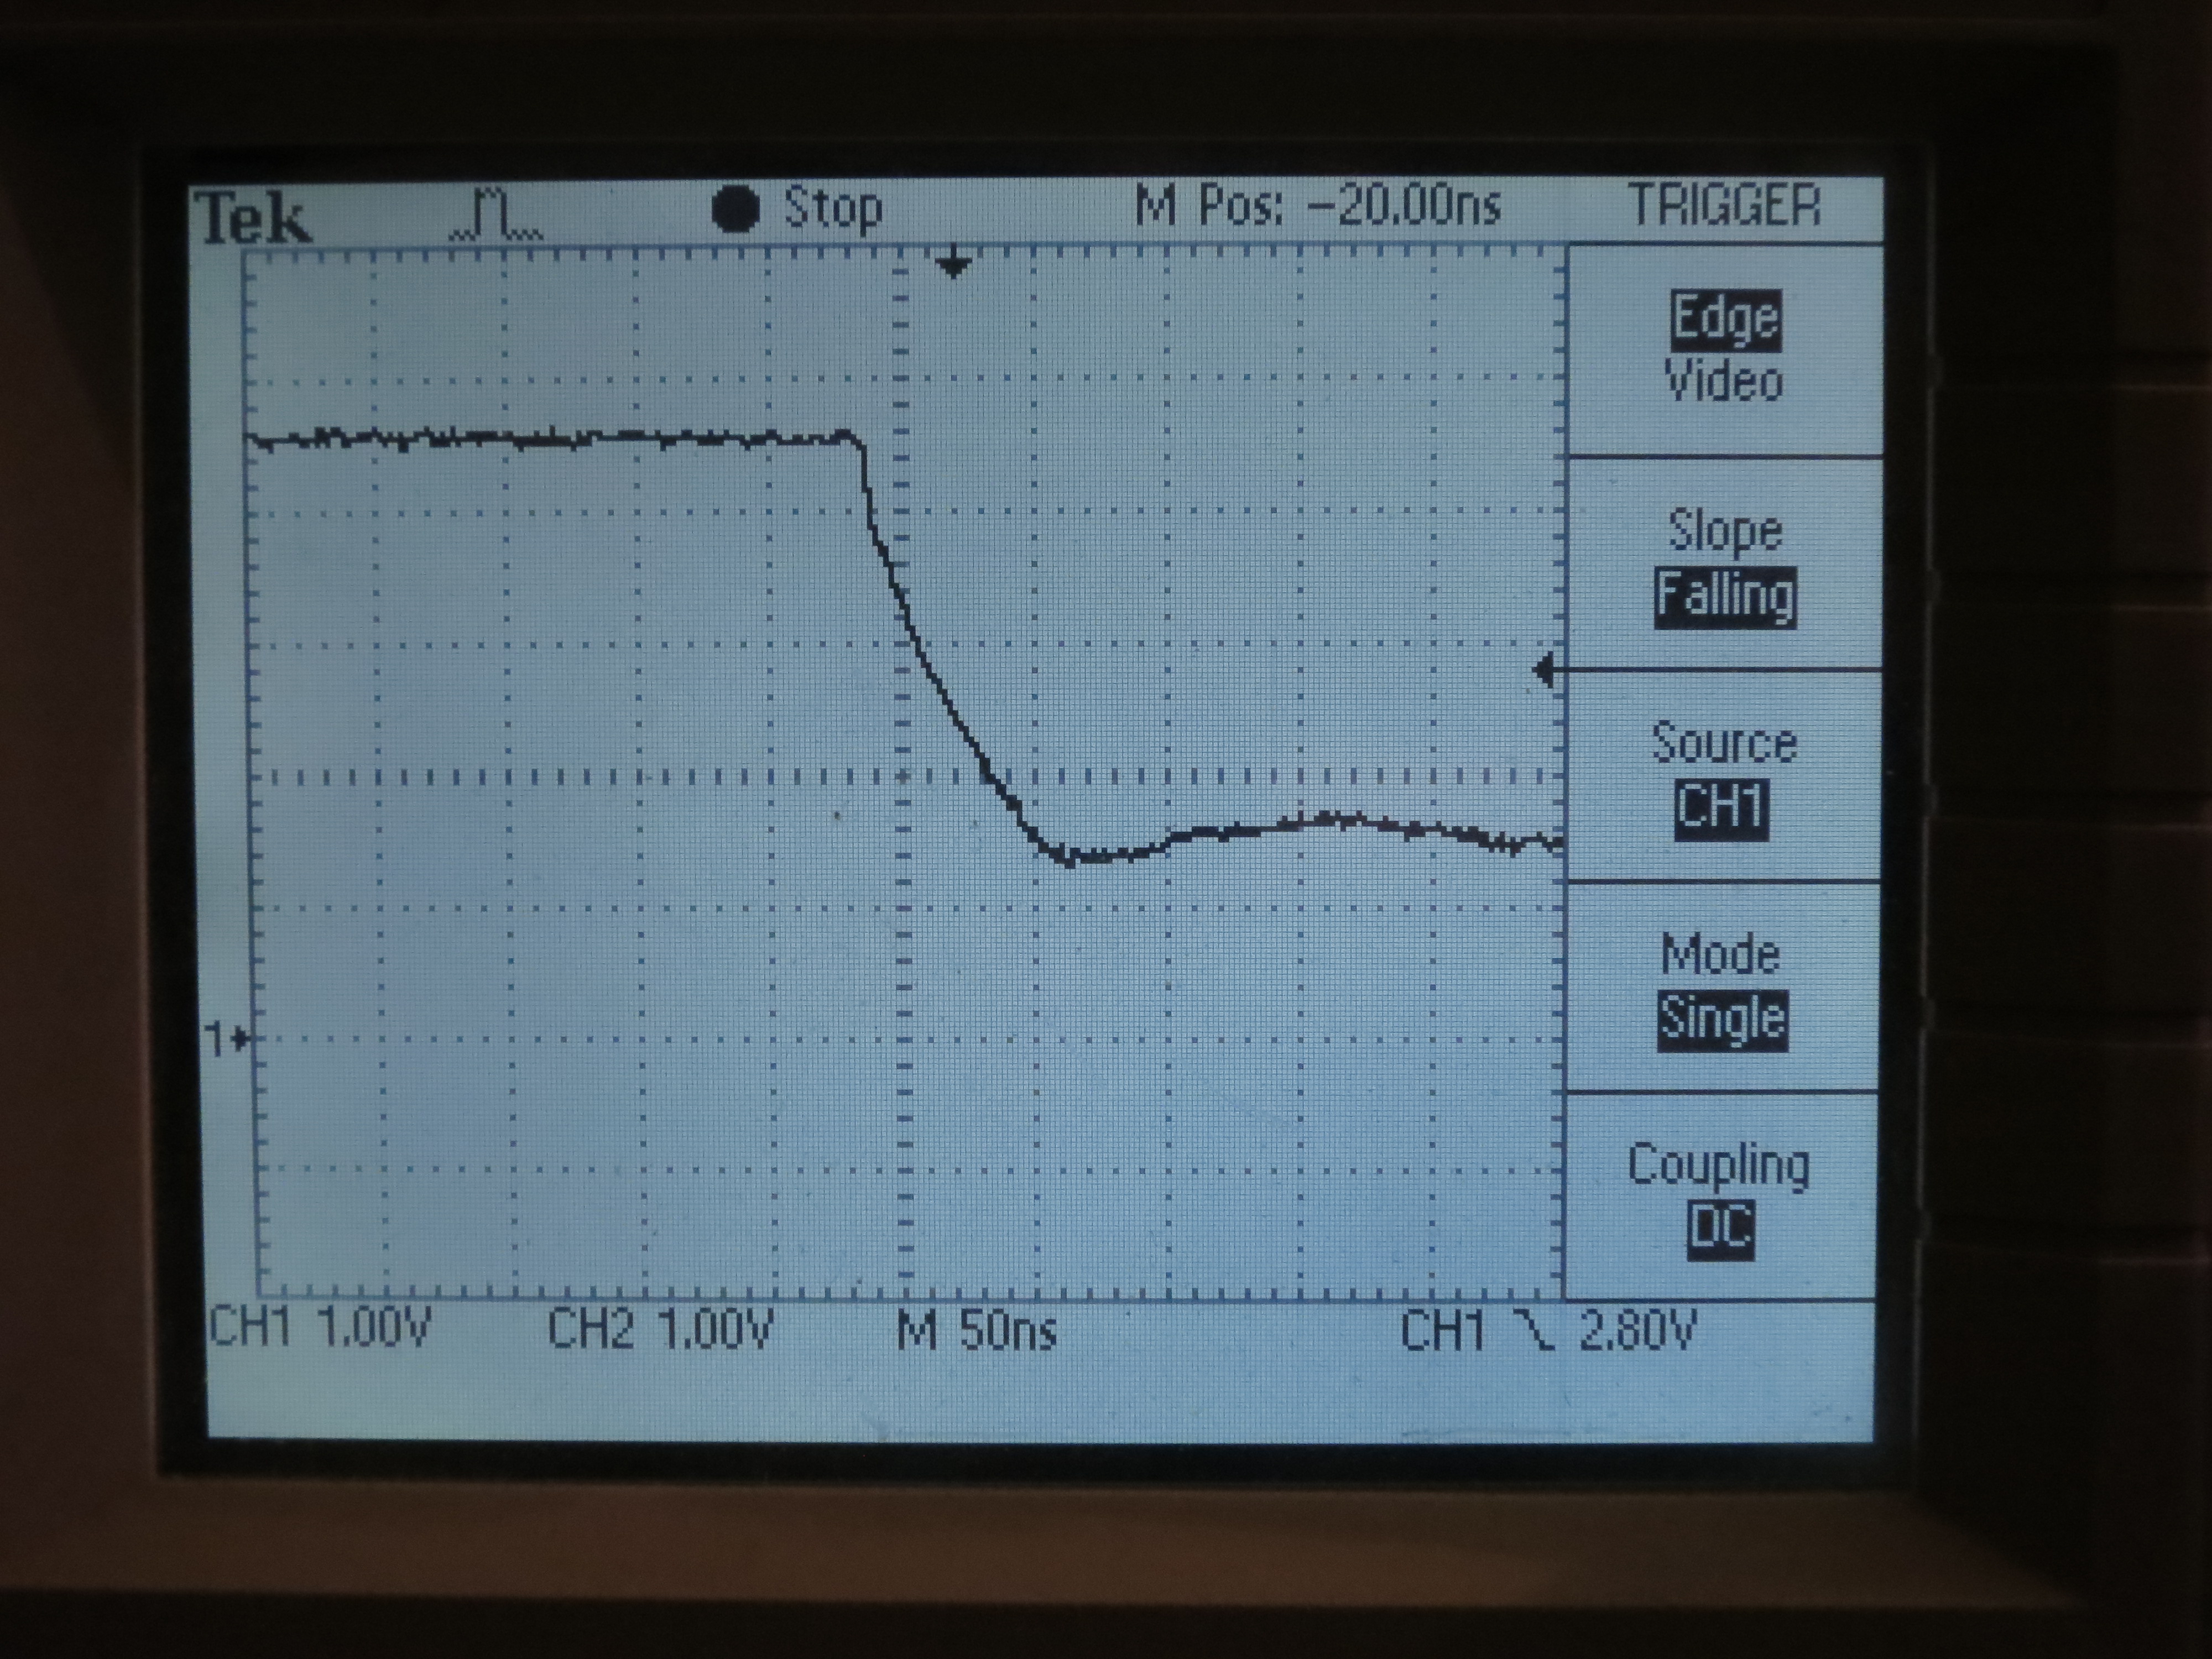 Tek Stop M Pos: -20.00ns TRIGGER
Edge
Video
Slope
Falling
Source
CH1
Mode
Single
Coupling
DC
1
CH1 1.00V CH2 1.00V M 50ns CH1 2.80V